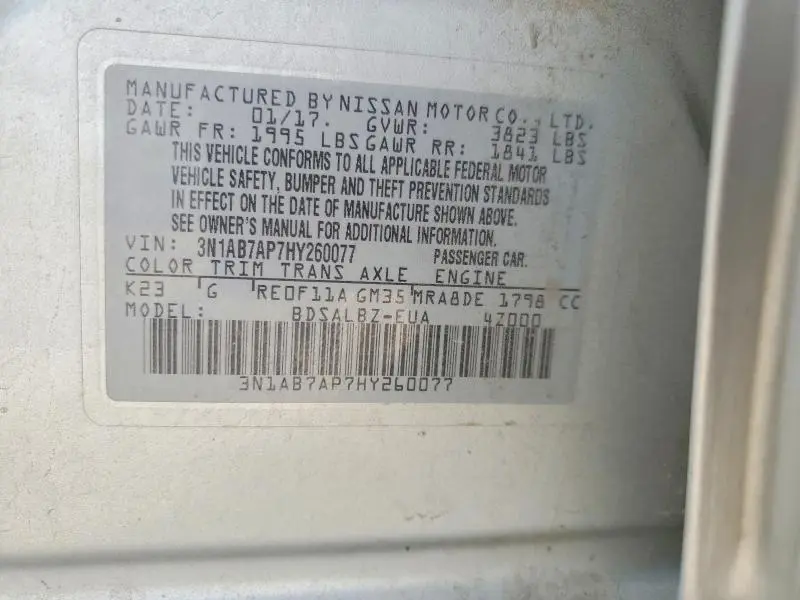 MANUFACTURED BY NISSAN MOTOR CO., LTD.
DATE: 01/17. GVWR: 3823 LBS
GAWR FR: 1995 LBS GAWR RR: 1841 LBS
THIS VEHICLE CONFORMS TO ALL APPLICABLE FEDERAL MOTOR
VEHICLE SAFETY, BUMPER AND THEFT PREVENTION STANDARDS
IN EFFECT ON THE DATE OF MANUFACTURE SHOWN ABOVE.
SEE OWNER'S MANUAL FOR ADDITIONAL INFORMATION.
VIN: 3N1AB7AP7HY260077 PASSENGER CAR.
COLOR TRIM TRANS AXLE ENGINE
K23 G RE0F11A GM35 MRA8DE 1798 CC
MODEL: BDSALBZ-EUA 4Z000
3N1AB7AP7HY260077